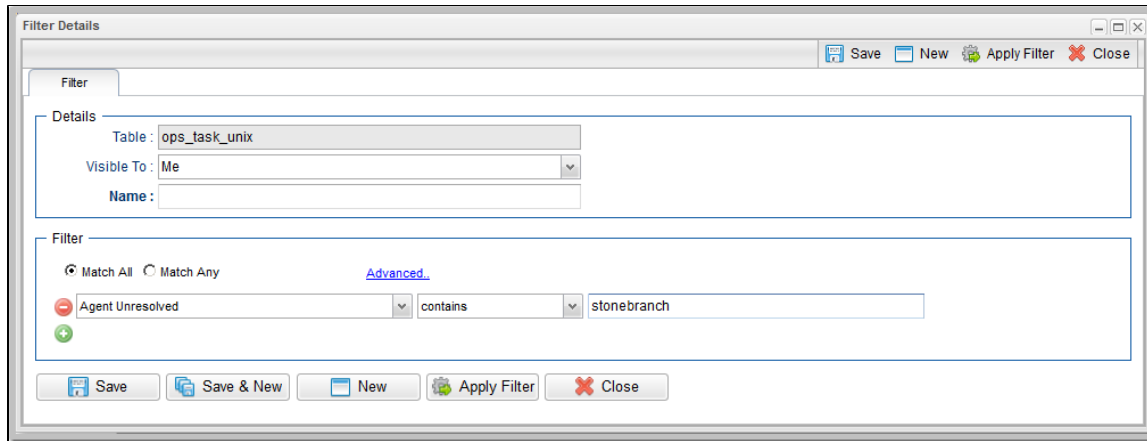 Filter Details
Save New Apply Filter Close
Filter
Details
Table : ops_task_unix
Visible To : Me
Name :
Filter
Match All Match Any Advanced..
Agent Unresolved contains stonebranch
Save Save & New New Apply Filter Close